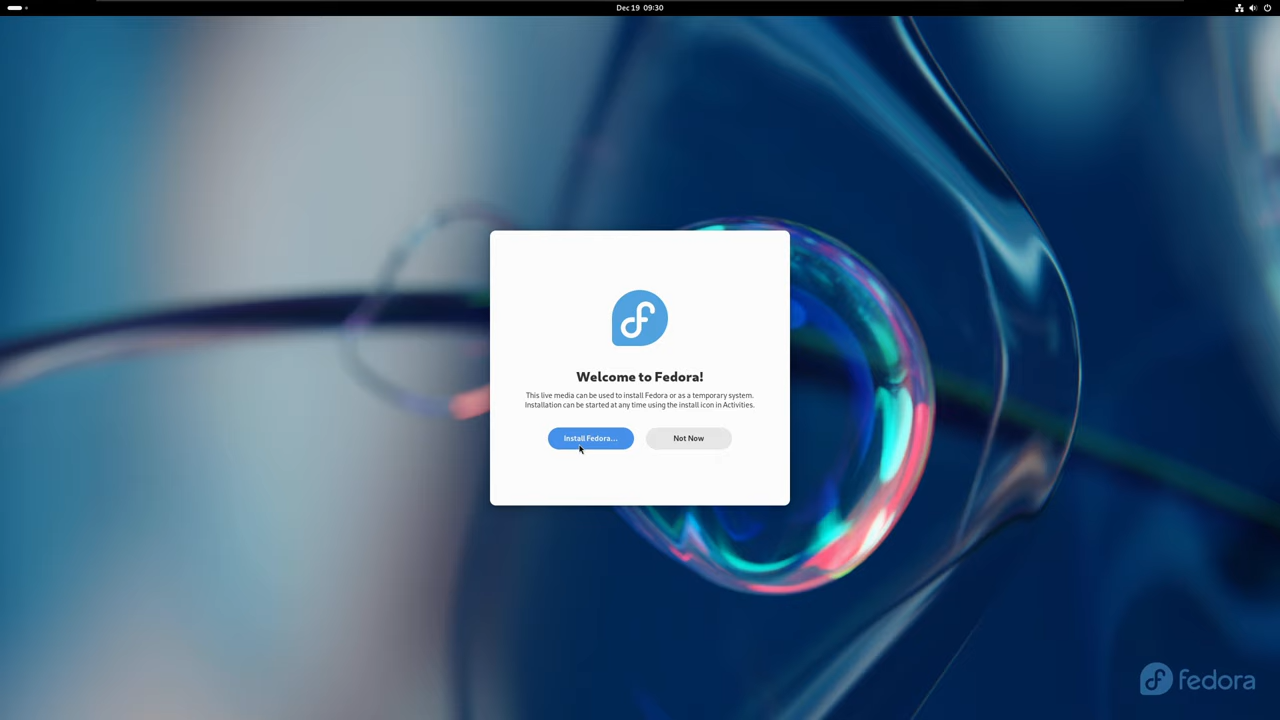 Dec 19 09:30
Welcome to Fedora!
This live media can be used to install Fedora or as a temporary system.
Installation can be started at any time using the install icon in Activities.
Install Fedora...
Not Now
fedora